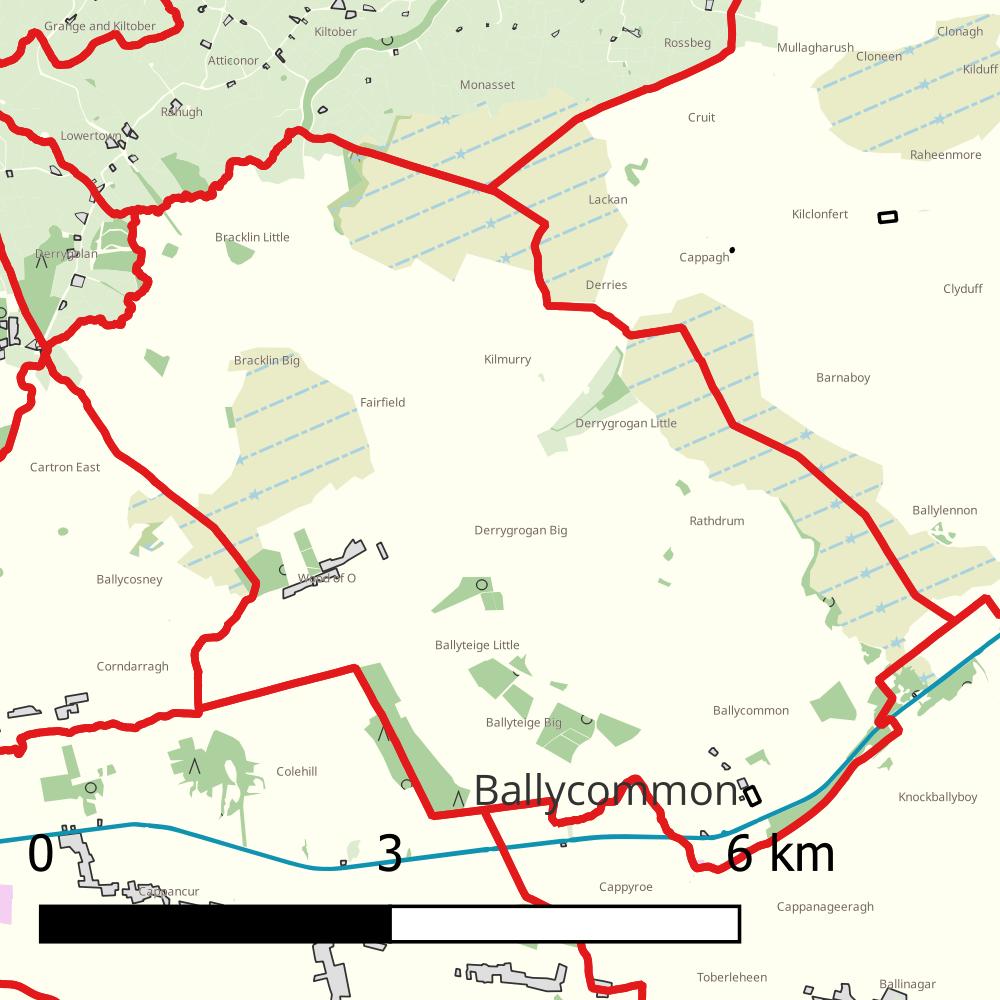 Grange and Kiltober
Kiltober
Clonagh
Rossbeg
Mullagharush
Cloneen
Atticonor
Kilduff
Monasset
Rahugh
Cruit
Lowertown
Raheenmore
Lackan
Kilclonfert
Bracklin Little
Derrygolan
Cappagh
Derries
Clyduff
Bracklin Big
Kilmurry
Barnaboy
Fairfield
Derrygrogan Little
Cartron East
Ballylennon
Rathdrum
Derrygrogan Big
Ballycosney
Wood of O
Ballyteige Little
Corndarragh
Ballycommon
Ballyteige Big
Colehill
Ballycommon
Knockballyboy
0 3 6 km
Cappancur
Cappyroe
Cappanageeragh
Toberleheen
Ballinagar